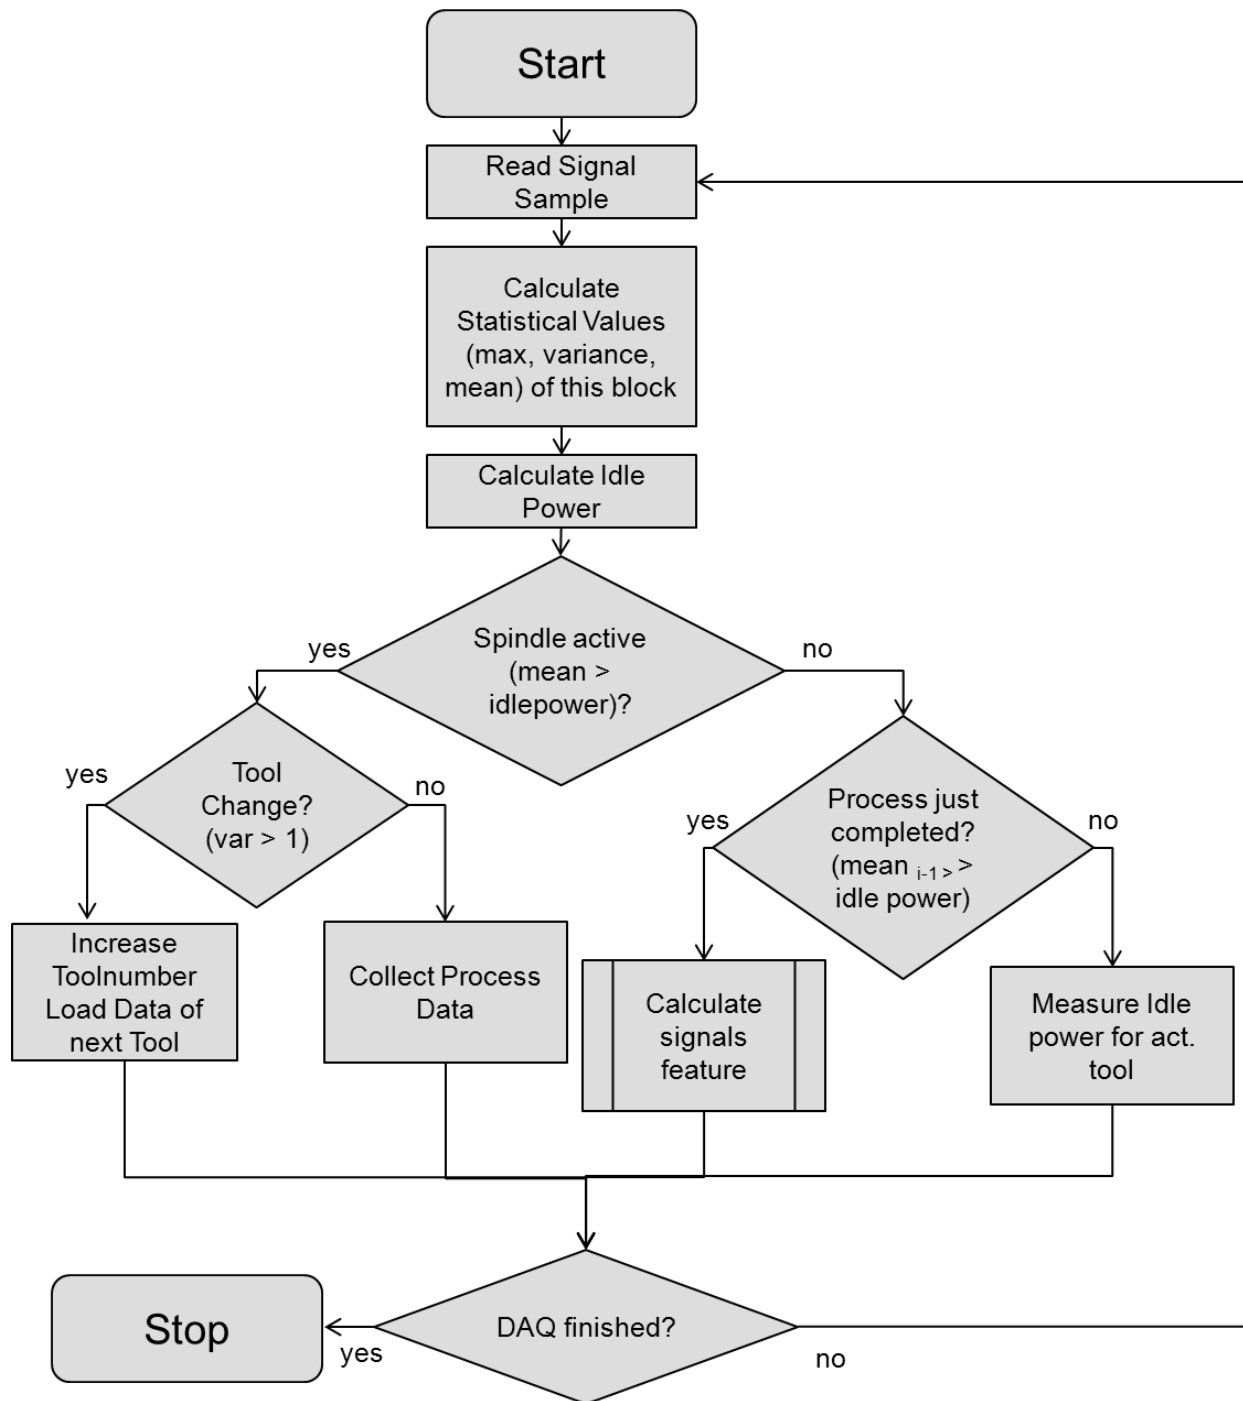 Start
Read Signal
Sample
Calculate
Statistical Values
(max, variance,
mean) of this block
Calculate Idle
Power
Spindle active
(mean >
idlepower)?
yes
no
Tool
Change?
(var > 1)
yes
no
Process just
completed?
(mean i-1 > >
idle power)
yes
no
Increase
Toolnumber
Load Data of
next Tool
Collect Process
Data
Calculate
signals
feature
Measure Idle
power for act.
tool
DAQ finished?
yes
no
Stop